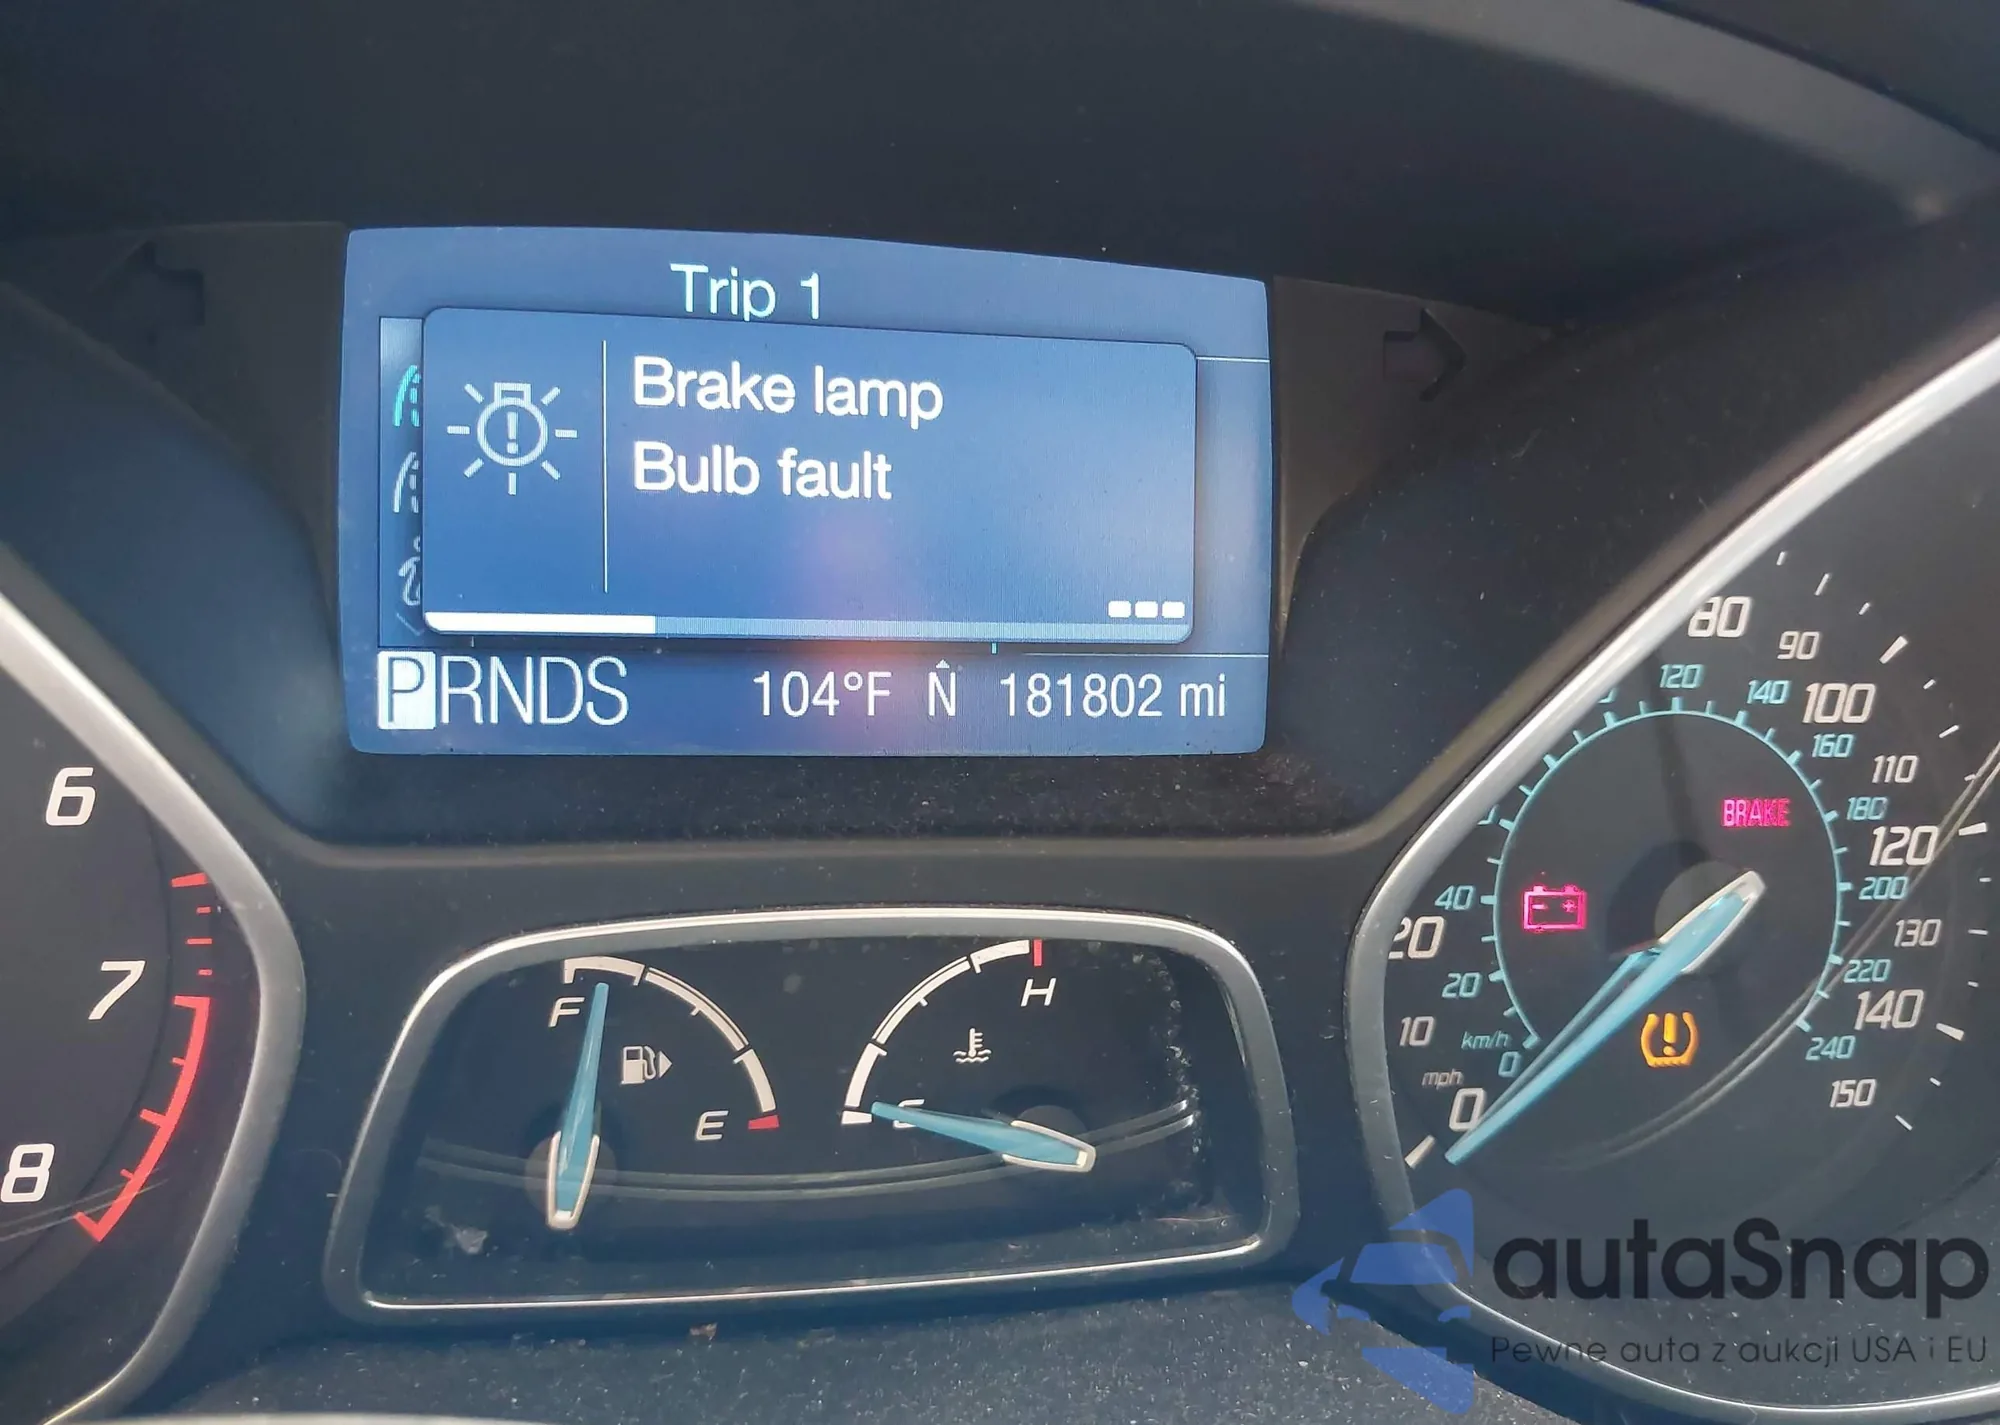 Trip 1
Brake lamp
Bulb fault
PRNDS 104°F N 181802 mi
6
7
8
F
E
H
C
80
90
100
110
120
130
140
150
120
140
160
180
200
220
240
BRAKE
40
20
20
10
km/h
0
mph
0
autaSnap
Pewne auta z aukcji USA i EU